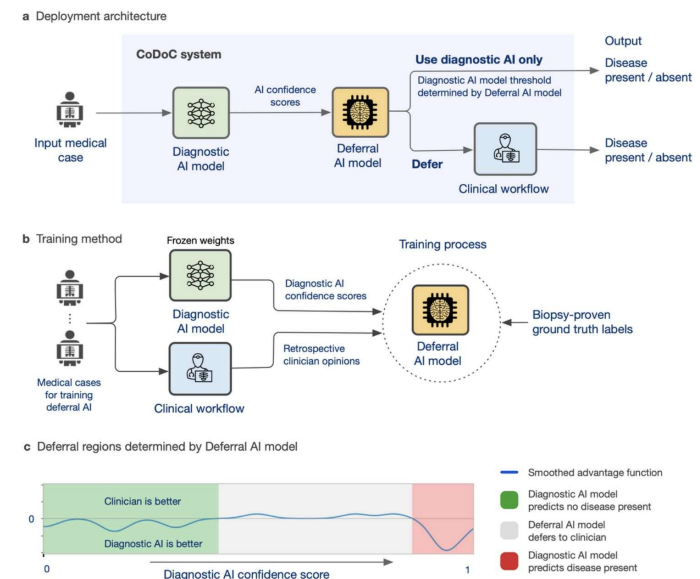 a Deployment architecture
CoDoC system
Output
Use diagnostic AI only
Disease
present / absent
AI confidence
scores
Diagnostic AI model threshold
determined by Deferral AI model
Input medical
case
Diagnostic
AI model
Deferral
AI model
Defer
Disease
present / absent
Clinical workflow
b Training method
Frozen weights
Training process
Diagnostic AI
confidence scores
Diagnostic
AI model
Deferral
AI model
Biopsy-proven
ground truth labels
Retrospective
clinician opinions
Medical cases
for training
deferral AI
Clinical workflow
c Deferral regions determined by Deferral AI model
Smoothed advantage function
Clinician is better
Diagnostic AI model
predicts no disease present
0
Deferral AI model
defers to clinician
Diagnostic AI is better
Diagnostic AI model
predicts disease present
0
1
Diagnostic AI confidence score